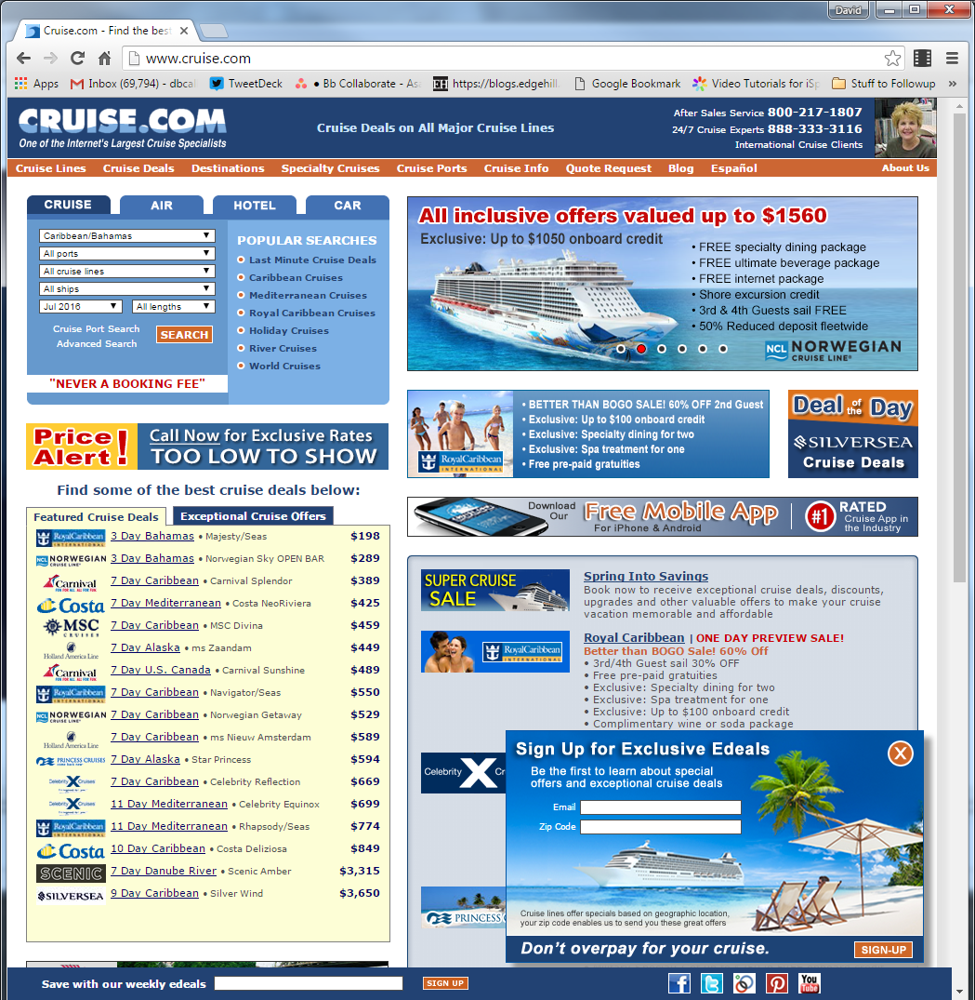 David
Cruise.com - Find the best
www.cruise.com
Apps
Inbox (69,794) - dbca
TweetDeck
● Bb Collaborate - As
https://blogs.edgehill.
Google Bookmark
Video Tutorials for iSp
Stuff to Followup
»
CRUISE.COM
One of the Internet's Largest Cruise Specialists
Cruise Deals on All Major Cruise Lines
After Sales Service 800-217-1807
24/7 Cruise Experts 888-333-3116
International Cruise Clients
Cruise Lines
Cruise Deals
Destinations
Specialty Cruises
Cruise Ports
Cruise Info
Quote Request
Blog
Español
About Us
CRUISE
AIR
HOTEL
CAR
Caribbean/Bahamas
All ports
All cruise lines
All ships
Jul 2016
All lengths
Cruise Port Search
Advanced Search
SEARCH
"NEVER A BOOKING FEE"
POPULAR SEARCHES
Last Minute Cruise Deals
Caribbean Cruises
Mediterranean Cruises
Royal Caribbean Cruises
Holiday Cruises
River Cruises
World Cruises
All inclusive offers valued up to $1560
Exclusive: Up to $1050 onboard credit
• FREE specialty dining package
• FREE ultimate beverage package
• FREE internet package
• Shore excursion credit
• 3rd & 4th Guests sail FREE
• 50% Reduced deposit fleetwide
NCL NORWEGIAN
CRUISE LINE®
RoyalCaribbean
INTERNATIONAL
• BETTER THAN BOGO SALE! 60% OFF 2nd Guest
• Exclusive: Up to $100 onboard credit
• Exclusive: Specialty dining for two
• Exclusive: Spa treatment for one
• Free pre-paid gratuities
Deal of the Day
SILVERSEA
Cruise Deals
Price Alert!
Call Now for Exclusive Rates
TOO LOW TO SHOW
Download Our
Free Mobile App
For iPhone & Android
#1
RATED
Cruise App in
the Industry
Find some of the best cruise deals below:
Featured Cruise Deals
Exceptional Cruise Offers
RoyalCaribbean INTERNATIONAL 3 Day Bahamas • Majesty/Seas $198
NCL NORWEGIAN CRUISE LINE 3 Day Bahamas • Norwegian Sky OPEN BAR $289
Carnival FUN FOR ALL. ALL FOR FUN. 7 Day Caribbean • Carnival Splendor $389
Costa 7 Day Mediterranean • Costa NeoRiviera $425
MSC CRUISES 7 Day Caribbean • MSC Divina $459
Holland America Line 7 Day Alaska • ms Zaandam $449
Carnival FUN FOR ALL. ALL FOR FUN. 7 Day U.S. Canada • Carnival Sunshine $489
RoyalCaribbean INTERNATIONAL 7 Day Caribbean • Navigator/Seas $550
NCL NORWEGIAN CRUISE LINE 7 Day Caribbean • Norwegian Getaway $529
Holland America Line 7 Day Caribbean • ms Nieuw Amsterdam $589
PRINCESS CRUISES 7 Day Alaska • Star Princess $594
Celebrity X Cruises 7 Day Caribbean • Celebrity Reflection $669
Celebrity X Cruises 11 Day Mediterranean • Celebrity Equinox $699
RoyalCaribbean INTERNATIONAL 11 Day Mediterranean • Rhapsody/Seas $774
Costa 10 Day Caribbean • Costa Deliziosa $849
SCENIC 7 Day Danube River • Scenic Amber $3,315
SILVERSEA 9 Day Caribbean • Silver Wind $3,650
SUPER CRUISE
SALE
Spring Into Savings
Book now to receive exceptional cruise deals, discounts,
upgrades and other valuable offers to make your cruise
vacation memorable and affordable
RoyalCaribbean
INTERNATIONAL
Royal Caribbean | ONE DAY PREVIEW SALE!
Better than BOGO Sale! 60% Off
• 3rd/4th Guest sail 30% OFF
• Free pre-paid gratuities
• Exclusive: Specialty dining for two
• Exclusive: Spa treatment for one
• Exclusive: Up to $100 onboard credit
• Complimentary wine or soda package
Celebrity X Cr
PRINCESS C
Sign Up for Exclusive Edeals
X
Be the first to learn about special
offers and exceptional cruise deals
Email
Zip Code
Cruise lines offer specials based on geographic location,
your zip code enables us to send you these great offers
Don't overpay for your cruise.
SIGN-UP
Save with our weekly edeals
SIGN UP
You
Tube